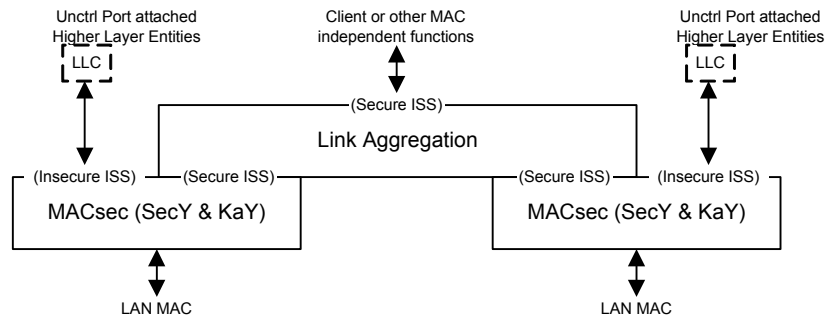 Unctrl Port attached
Higher Layer Entities
LLC
Client or other MAC
independent functions
Unctrl Port attached
Higher Layer Entities
LLC
(Secure ISS)
Link Aggregation
(Insecure ISS)
(Secure ISS)
(Secure ISS)
(Insecure ISS)
MACsec (SecY & KaY)
MACsec (SecY & KaY)
LAN MAC
LAN MAC